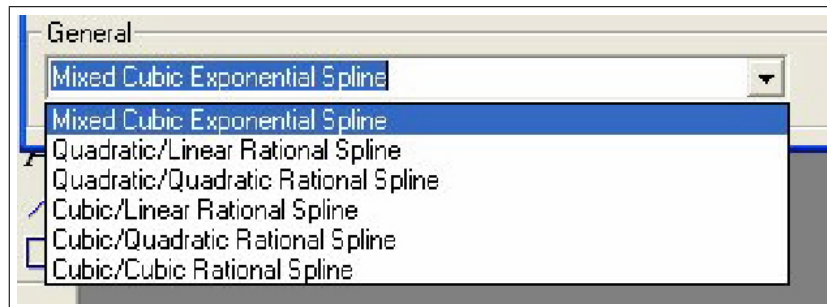 General
Mixed Cubic Exponential Spline
Mixed Cubic Exponential Spline
Quadratic/Linear Rational Spline
Quadratic/Quadratic Rational Spline
Cubic/Linear Rational Spline
Cubic/Quadratic Rational Spline
Cubic/Cubic Rational Spline